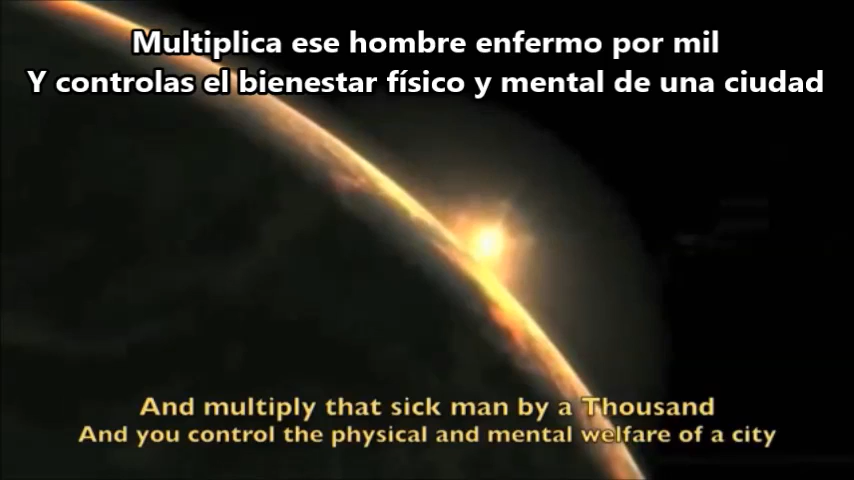 Multiplica ese hombre enfermo por mil
Y controlas el bienestar físico y mental de una ciudad
And multiply that sick man by a Thousand
And you control the physical and mental welfare of a city